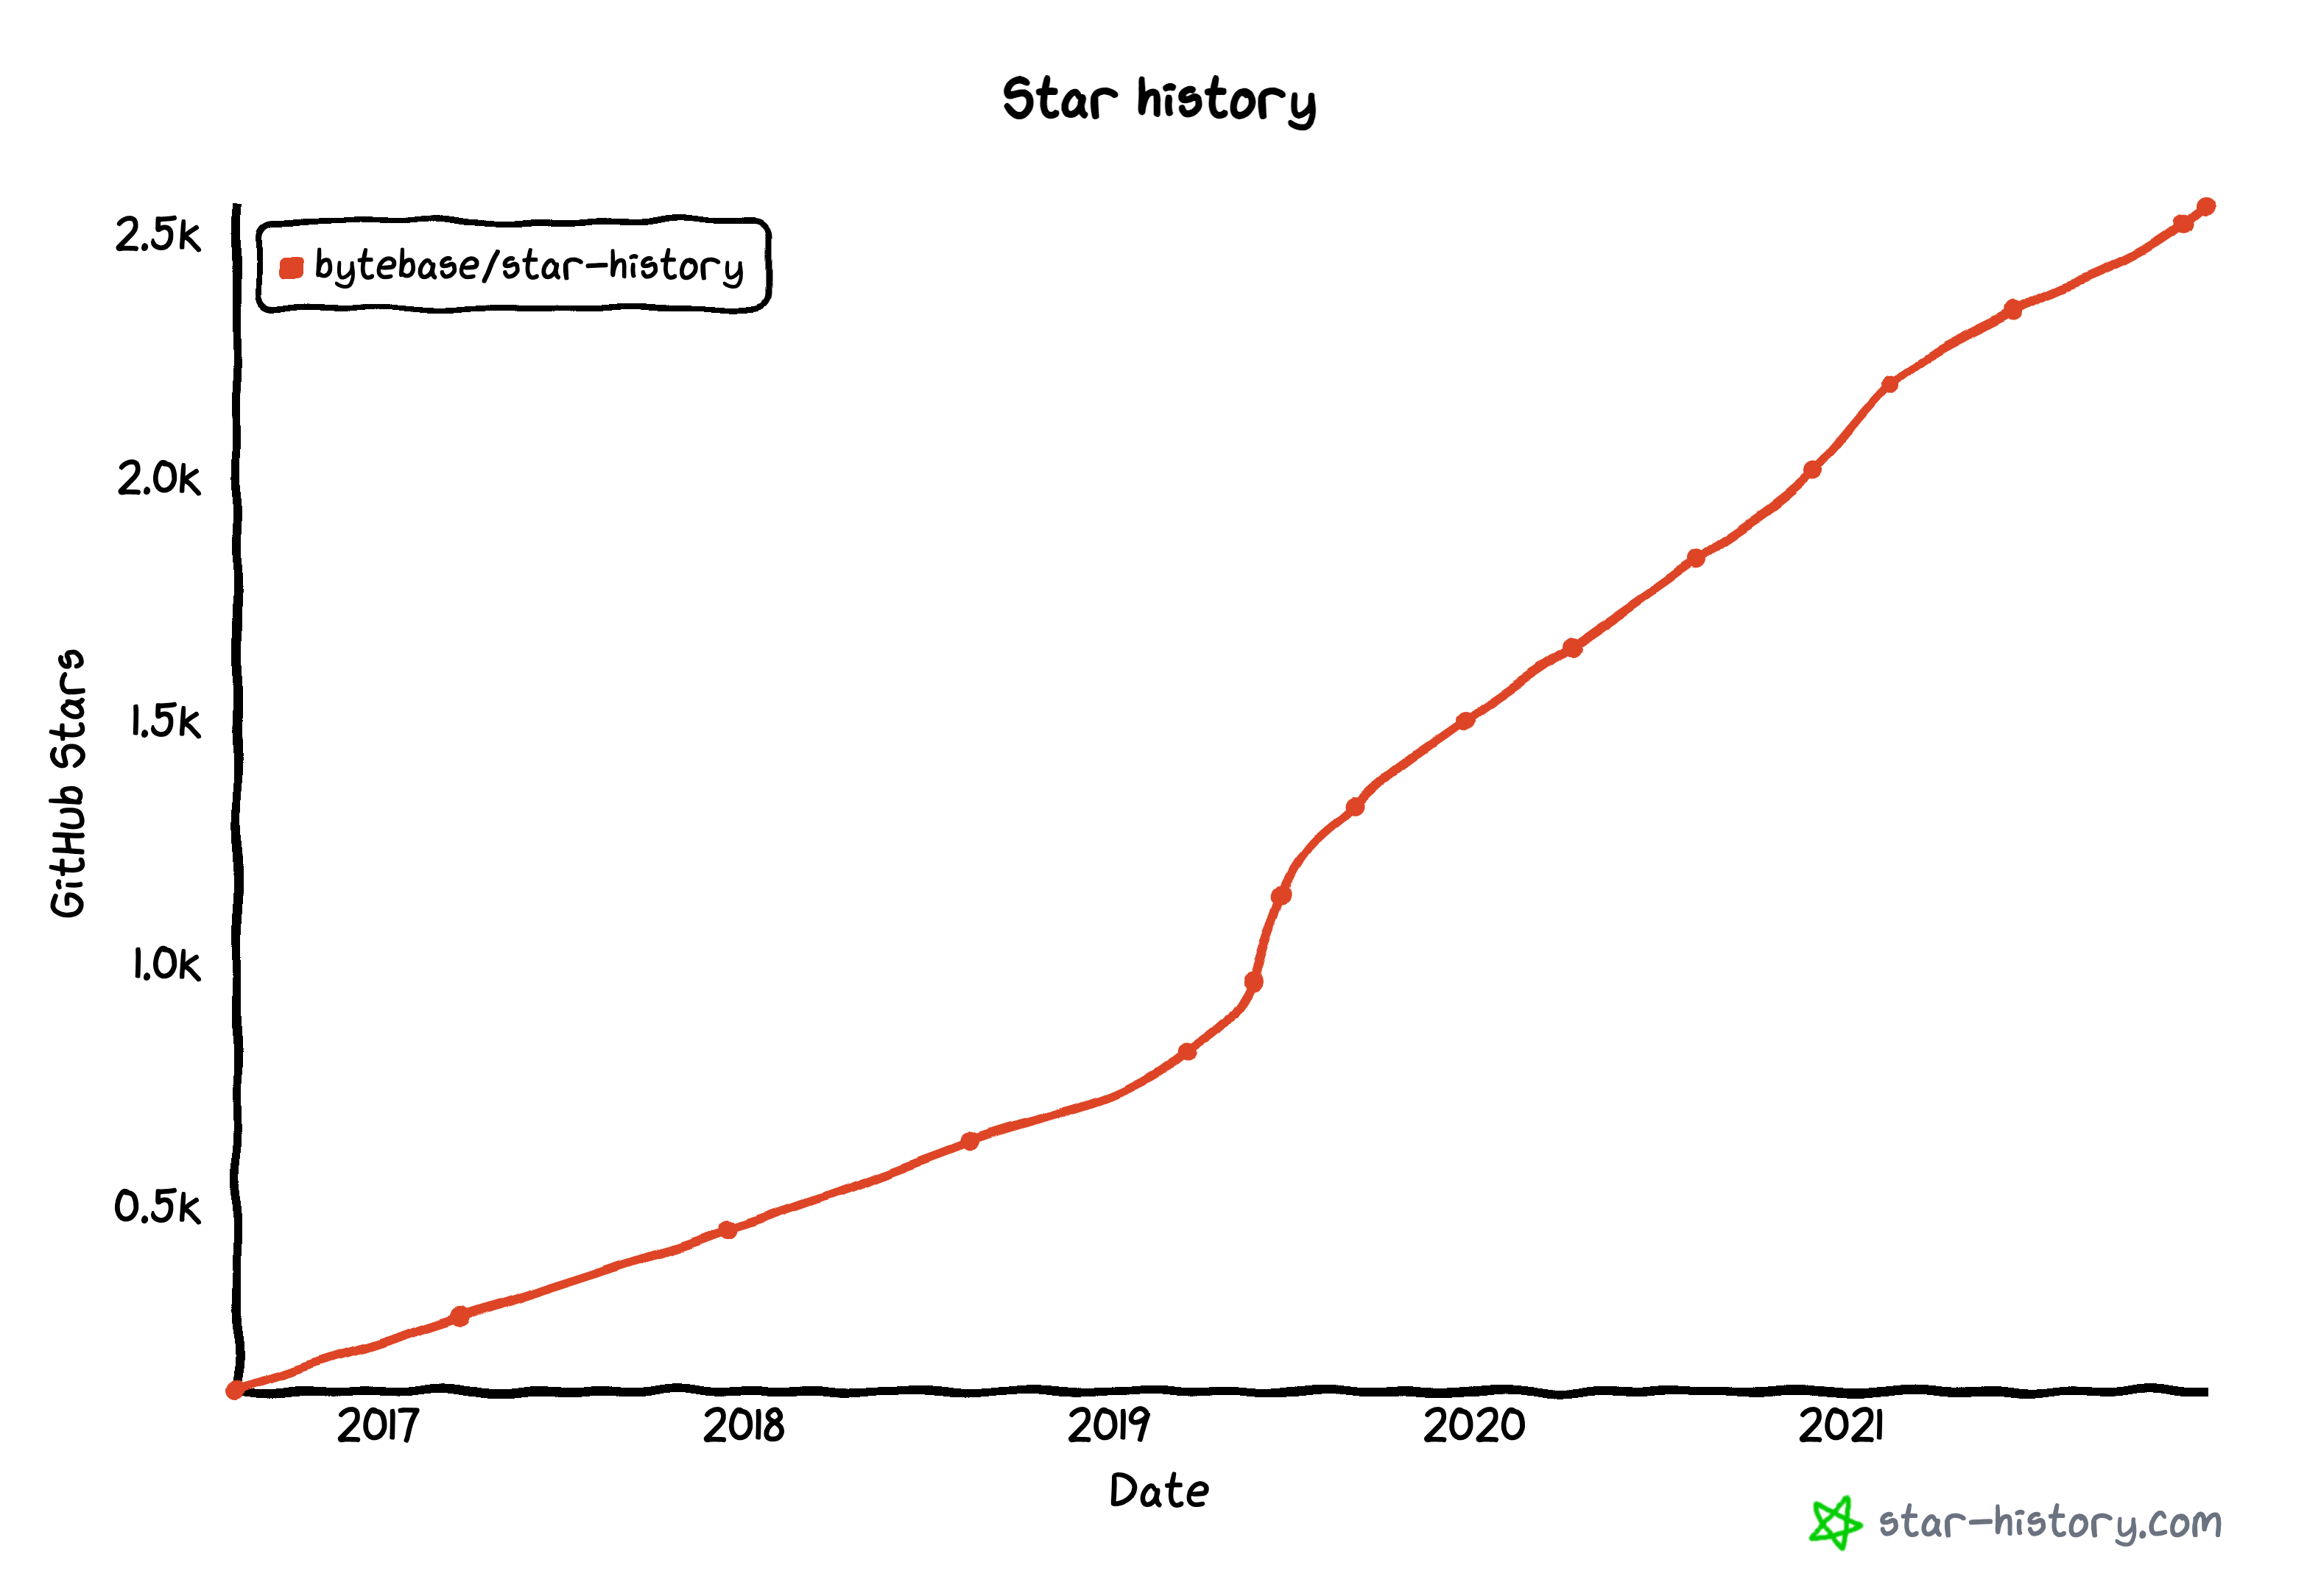 Star history
bytebase/star-history
2.5k
2.0k
1.5k
1.0k
0.5k
GitHub Stars
2017
2018
2019
2020
2021
Date
star-history.com